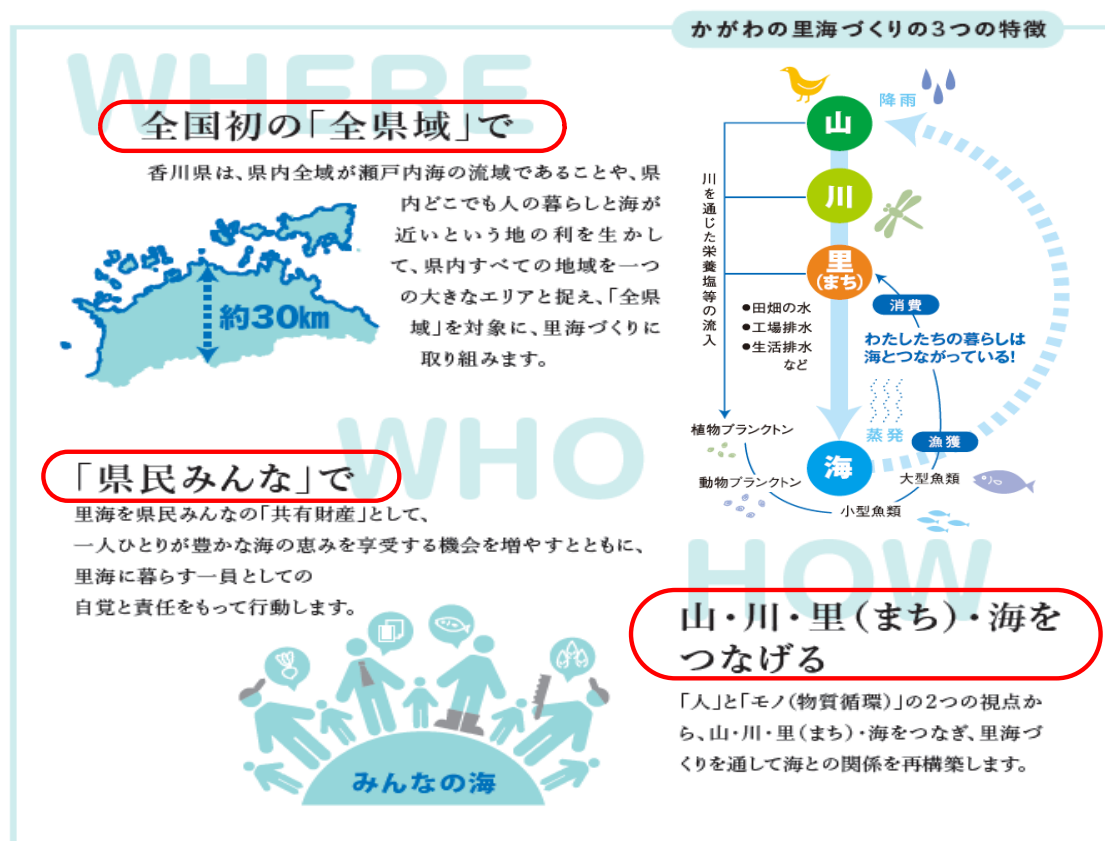 かがわの里海づくりの3つの特徴
WHERE
全国初の「全県域」で
香川県は、県内全域が瀬戸内海の流域であることや、県
内どこでも人の暮らしと海が
近いという地の利を生かし
て、県内すべての地域を一つ
の大きなエリアと捉え、「全県
域」を対象に、里海づくりに
取り組みます。
約30km
WHO
「県民みんな」で
里海を県民みんなの「共有財産」として、
一人ひとりが豊かな海の恵みを享受する機会を増やすとともに、
里海に暮らす一員としての
自覚と責任をもって行動します。
みんなの海
降雨
山
川
里
(まち)
海
川を通じた栄養塩等の流入
●田畑の水
●工場排水
●生活排水
など
消費
わたしたちの暮らしは
海とつながっている!
蒸発
漁獲
植物プランクトン
動物プランクトン
小型魚類
大型魚類
HOW
山・川・里(まち)・海を
つなげる
「人」と「モノ(物質循環)」の2つの視点か
ら、山・川・里(まち)・海をつなぎ、里海づ
くりを通して海との関係を再構築します。